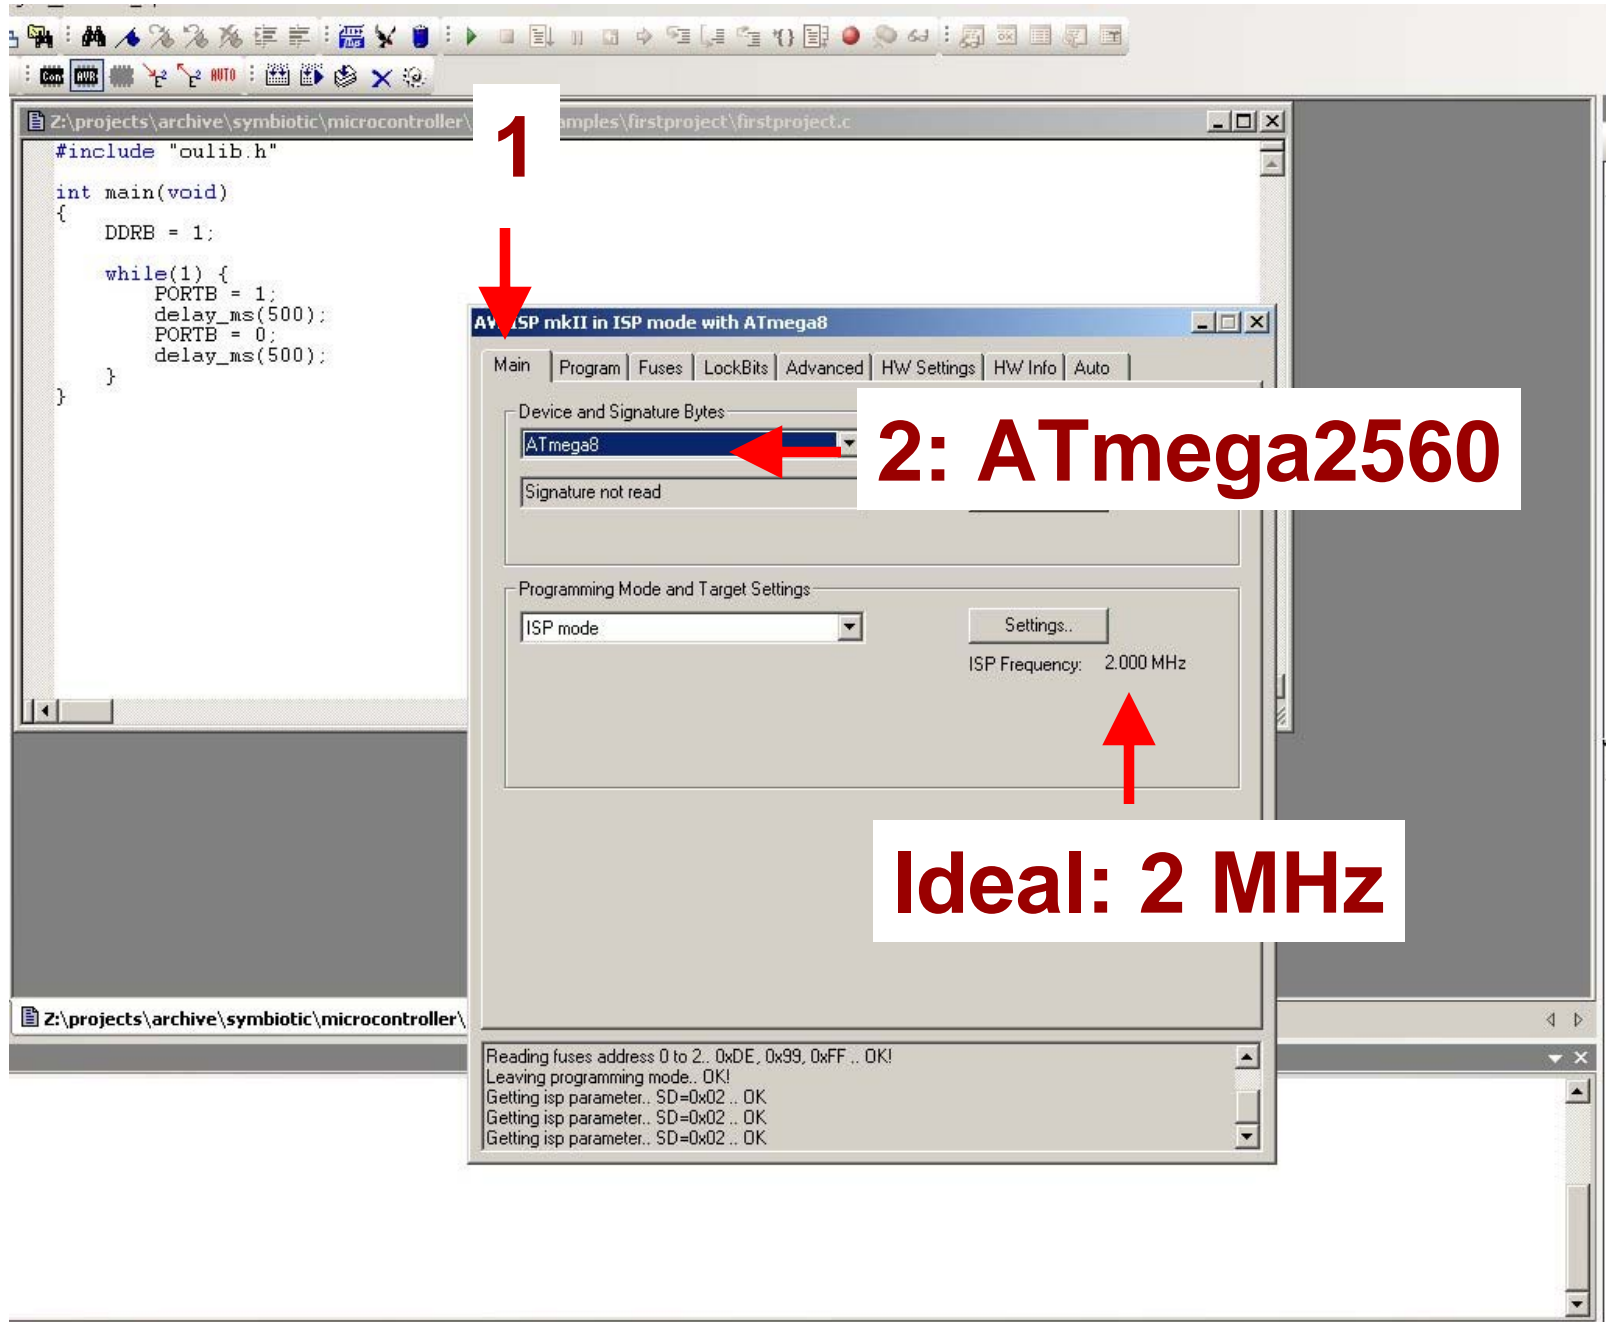 Con AVR AUTO
Z:\projects\archive\symbiotic\microcontroller\
amples\firstproject\firstproject.c
1
#include "oulib.h"
int main(void)
{
DDRB = 1;
while(1) {
PORTB = 1;
delay_ms(500);
PORTB = 0;
delay_ms(500);
}
}
ISP mkII in ISP mode with ATmega8
Main Program Fuses LockBits Advanced HW Settings HW Info Auto
Device and Signature Bytes
ATmega8
2: ATmega2560
Signature not read
Programming Mode and Target Settings
ISP mode
Settings..
ISP Frequency: 2.000 MHz
Ideal: 2 MHz
Z:\projects\archive\symbiotic\microcontroller\
Reading fuses address 0 to 2.. 0xDE, 0x99, 0xFF .. OK!
Leaving programming mode.. OK!
Getting isp parameter.. SD=0x02 .. OK
Getting isp parameter.. SD=0x02 .. OK
Getting isp parameter.. SD=0x02 .. OK